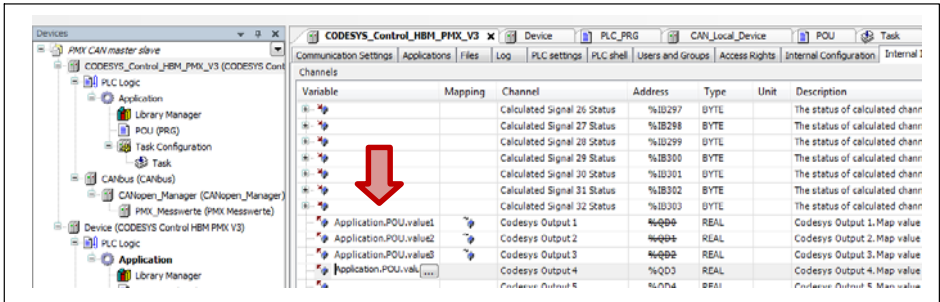 Devices
PMX CAN master slave
CODESYS_Control_HBM_PMX_V3 (CODESYS Cont
PLC Logic
Application
Library Manager
POU (PRG)
Task Configuration
Task
CANbus (CANbus)
CANopen_Manager (CANopen_Manager)
PMX_Messwerte (PMX Messwerte)
Device (CODESYS Control HBM PMX V3)
PLC Logic
Application
Library Manager
CODESYS_Control_HBM_PMX_V3 Device PLC_PRG CAN_Local_Device POU Task
Communication Settings Applications Files Log PLC settings PLC shell Users and Groups Access Rights Internal Configuration Internal
Channels
Variable Mapping Channel Address Type Unit Description
Calculated Signal 26 Status %IB297 BYTE The status of calculated chann
Calculated Signal 27 Status %IB298 BYTE The status of calculated chann
Calculated Signal 28 Status %IB299 BYTE The status of calculated chann
Calculated Signal 29 Status %IB300 BYTE The status of calculated chann
Calculated Signal 30 Status %IB301 BYTE The status of calculated chann
Calculated Signal 31 Status %IB302 BYTE The status of calculated chann
Calculated Signal 32 Status %IB303 BYTE The status of calculated chann
Application.POU.value1 Codesys Output 1 %QD0 REAL Codesys Output 1. Map value
Application.POU.value2 Codesys Output 2 %QD1 REAL Codesys Output 2. Map value
Application.POU.value3 Codesys Output 3 %QD2 REAL Codesys Output 3. Map value
Application.POU.valu ... Codesys Output 4 %QD3 REAL Codesys Output 4. Map value
Codesys Output 5 %QD4 REAL Codesys Output 5. Map value